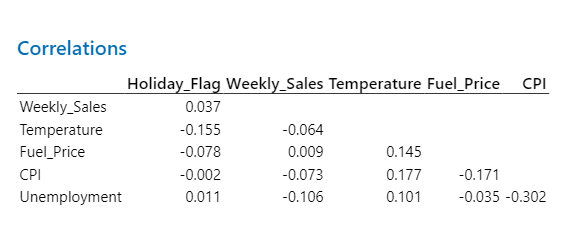 Correlations
Holiday_Flag Weekly_Sales Temperature Fuel_Price CPI
Weekly_Sales 0.037
Temperature -0.155 -0.064
Fuel_Price -0.078 0.009 0.145
CPI -0.002 -0.073 0.177 -0.171
Unemployment 0.011 -0.106 0.101 -0.035 -0.302